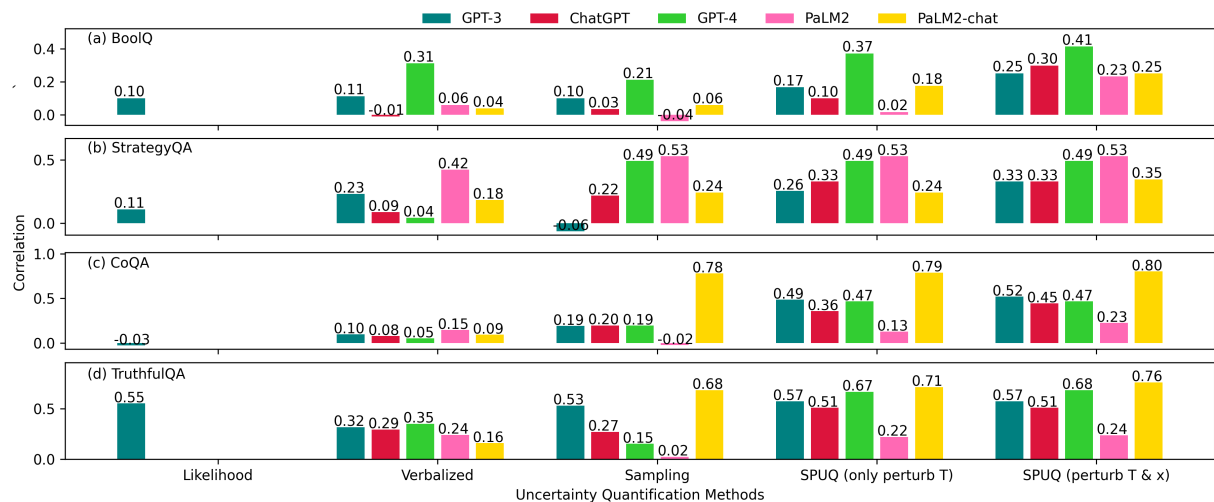 GPT-3 ChatGPT GPT-4 PaLM2 PaLM2-chat
(a) BoolQ
0.4
0.2
0.0
0.10
0.11 -0.01 0.31 0.06 0.04
0.10 0.03 0.21 -0.04 0.06
0.17 0.10 0.37 0.02 0.18
0.25 0.30 0.41 0.23 0.25
`
(b) StrategyQA
0.5
0.0
0.11
0.23 0.09 0.04 0.42 0.18
-0.06 0.22 0.49 0.53 0.24
0.26 0.33 0.49 0.53 0.24
0.33 0.33 0.49 0.53 0.35
Correlation
(c) CoQA
1.0
0.5
0.0
-0.03
0.10 0.08 0.05 0.15 0.09
0.19 0.20 0.19 -0.02 0.78
0.49 0.36 0.47 0.13 0.79
0.52 0.45 0.47 0.23 0.80
(d) TruthfulQA
0.5
0.0
0.55
0.32 0.29 0.35 0.24 0.16
0.53 0.27 0.15 0.02 0.68
0.57 0.51 0.67 0.22 0.71
0.57 0.51 0.68 0.24 0.76
Likelihood Verbalized Sampling SPUQ (only perturb T) SPUQ (perturb T & x)
Uncertainty Quantification Methods